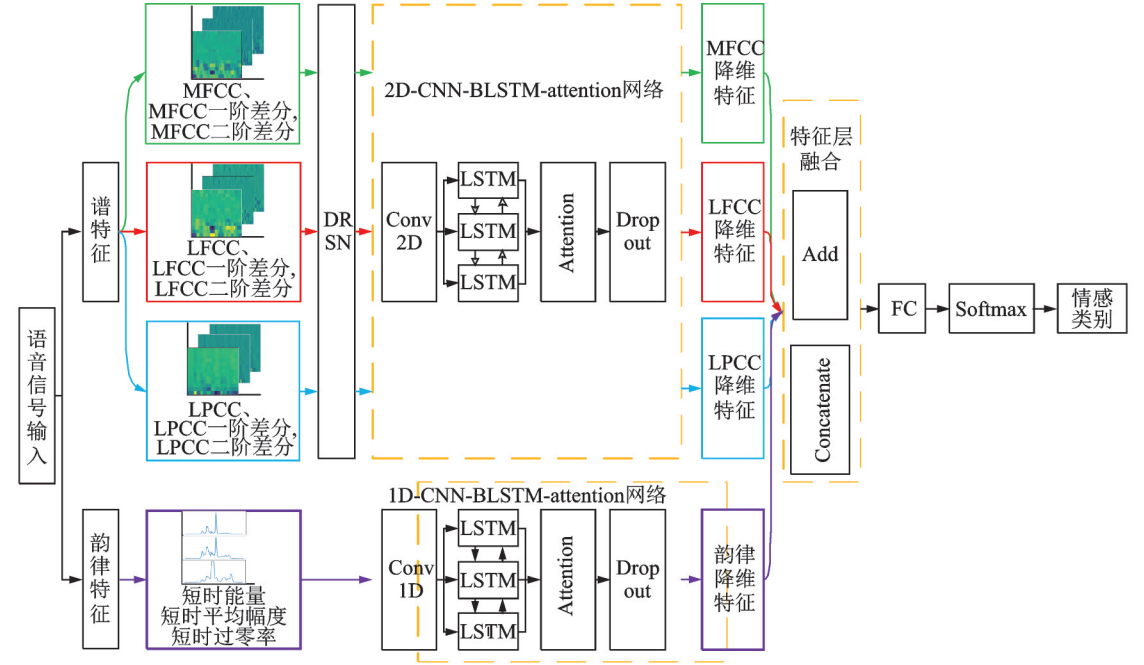 语音信号输入
谱特征
韵律特征
MFCC、
MFCC一阶差分,
MFCC二阶差分
LFCC、
LFCC一阶差分,
LFCC二阶差分
LPCC、
LPCC一阶差分,
LPCC二阶差分
短时能量
短时平均幅度
短时过零率
DR
SN
2D-CNN-BLSTM-attention网络
Conv
2D
LSTM
LSTM
LSTM
Attention
Drop
out
1D-CNN-BLSTM-attention网络
Conv
1D
LSTM
LSTM
LSTM
Attention
Drop
out
MFCC
降维
特征
LFCC
降维
特征
LPCC
降维
特征
韵律
降维
特征
特征层
融合
Add
Concatenate
FC
Softmax
情感
类别